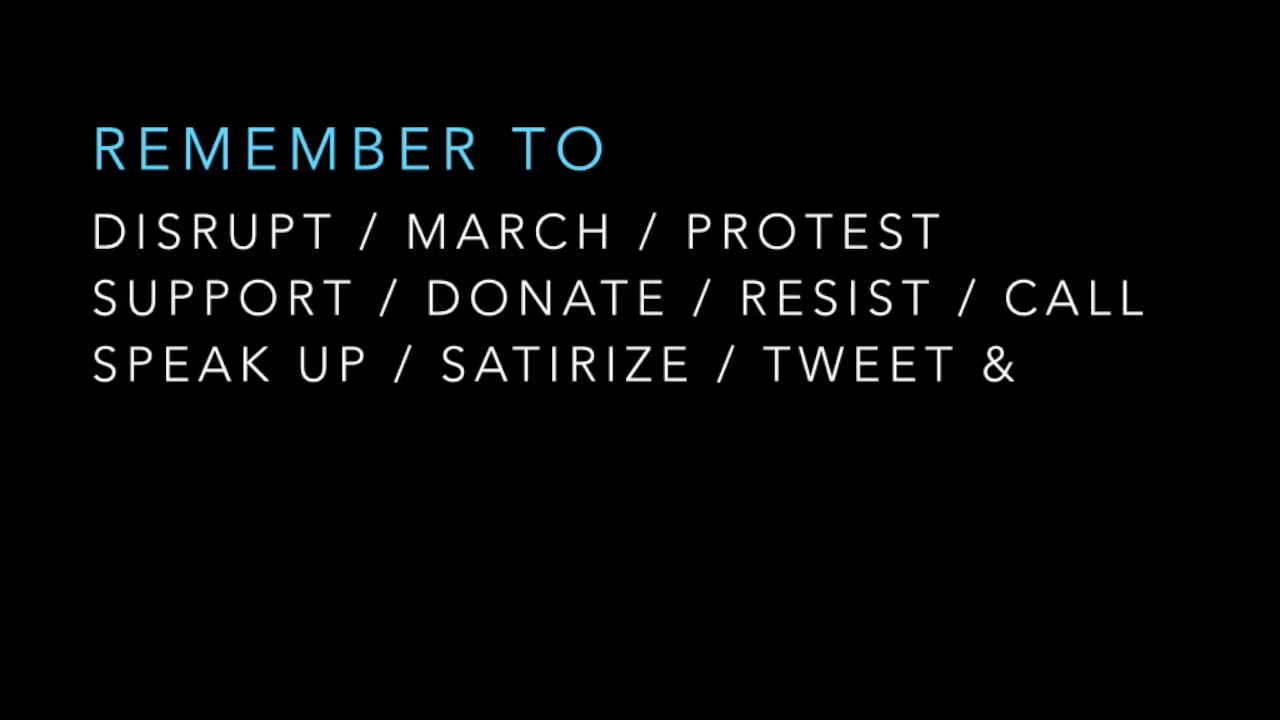 REMEMBER TO
DISRUPT / MARCH / PROTEST
SUPPORT / DONATE / RESIST / CALL
SPEAK UP / SATIRIZE / TWEET &